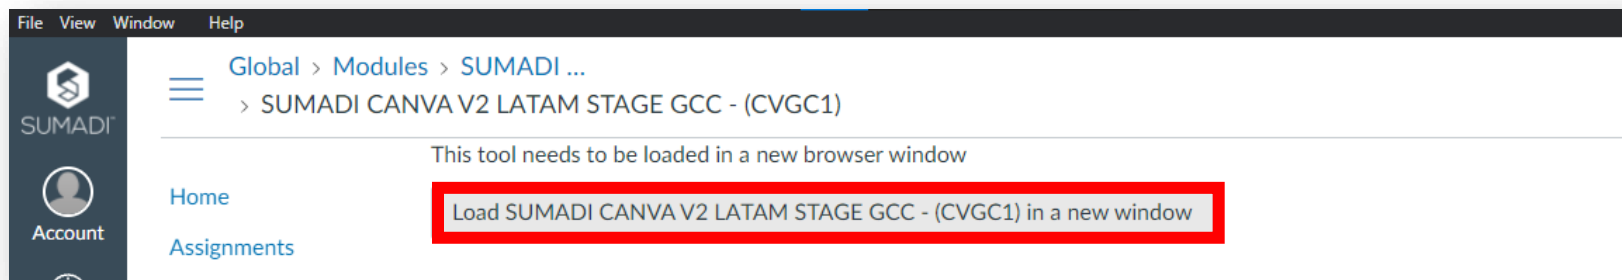 File View Window Help
Global > Modules > SUMADI ...
> SUMADI CANVA V2 LATAM STAGE GCC - (CVGC1)
SUMADI
This tool needs to be loaded in a new browser window
Home
Load SUMADI CANVA V2 LATAM STAGE GCC - (CVGC1) in a new window
Account
Assignments